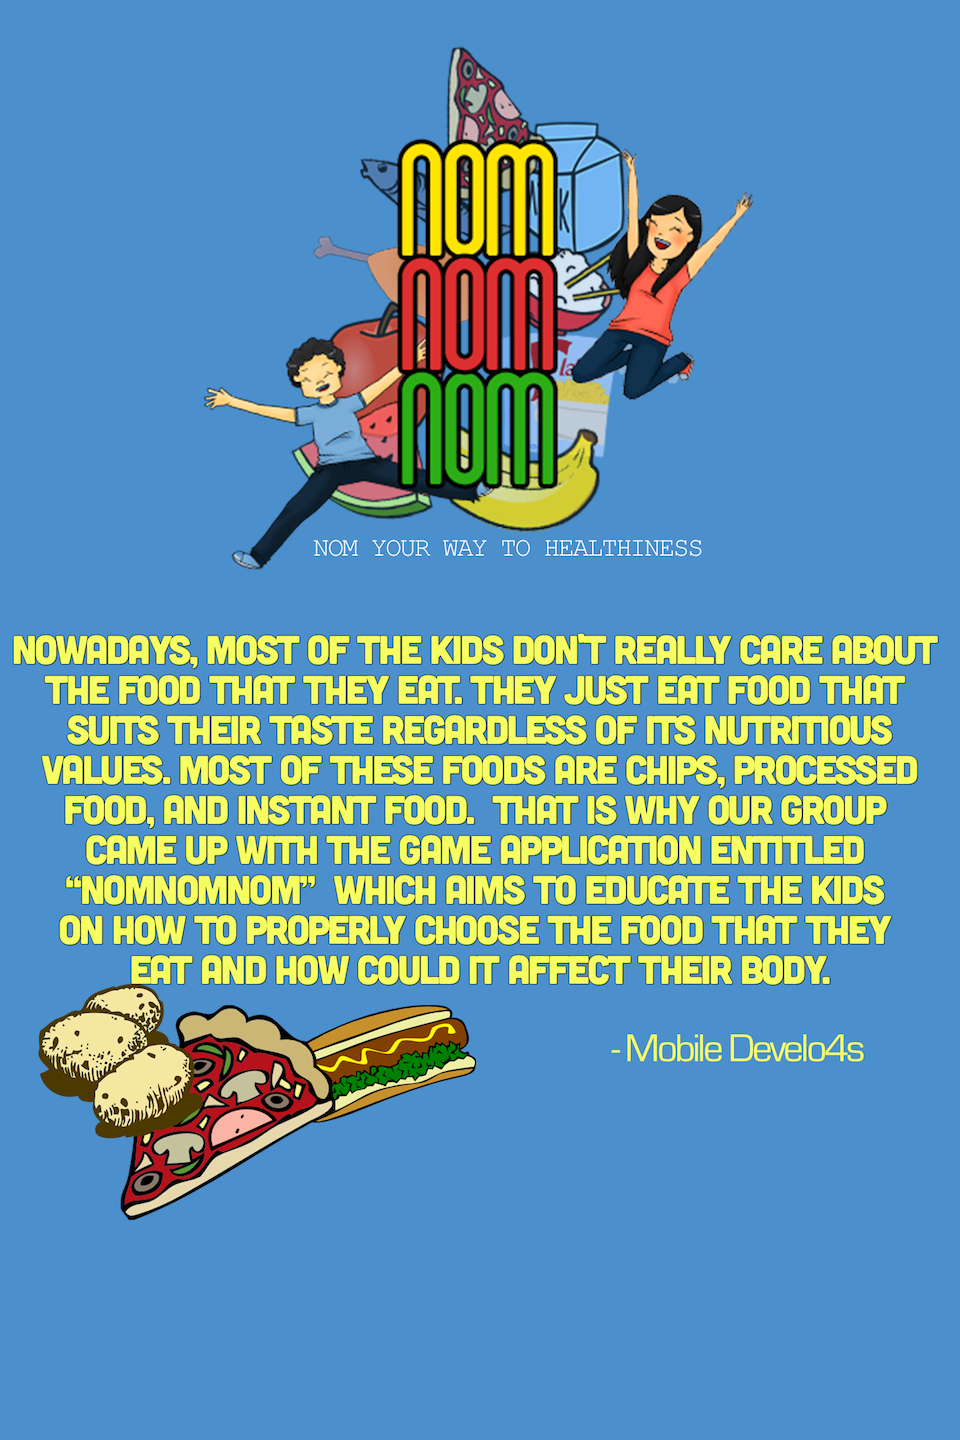 NOM
NOM
NOM
NOM YOUR WAY TO HEALTHINESS
NOWADAYS, MOST OF THE KIDS DON'T REALLY CARE ABOUT
THE FOOD THAT THEY EAT. THEY JUST EAT FOOD THAT
SUITS THEIR TASTE REGARDLESS OF ITS NUTRITIOUS
VALUES. MOST OF THESE FOODS ARE CHIPS, PROCESSED
FOOD, AND INSTANT FOOD. THAT IS WHY OUR GROUP
CAME UP WITH THE GAME APPLICATION ENTITLED
“NOMNOMNOM” WHICH AIMS TO EDUCATE THE KIDS
ON HOW TO PROPERLY CHOOSE THE FOOD THAT THEY
EAT AND HOW COULD IT AFFECT THEIR BODY.
- Mobile Develo4s